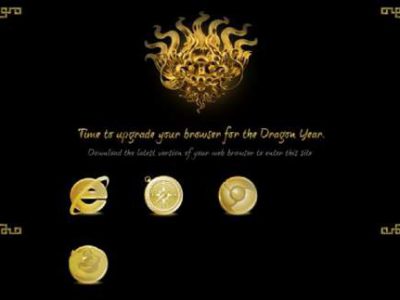 Time to upgrade your browser for the Dragon Year.
Download the latest version of your web browser to enter this site